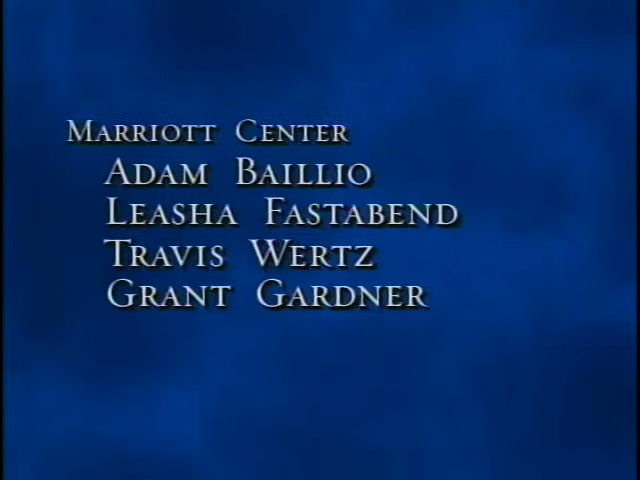 Marriott Center
Adam Baillio
Leasha Fastabend
Travis Wertz
Grant Gardner